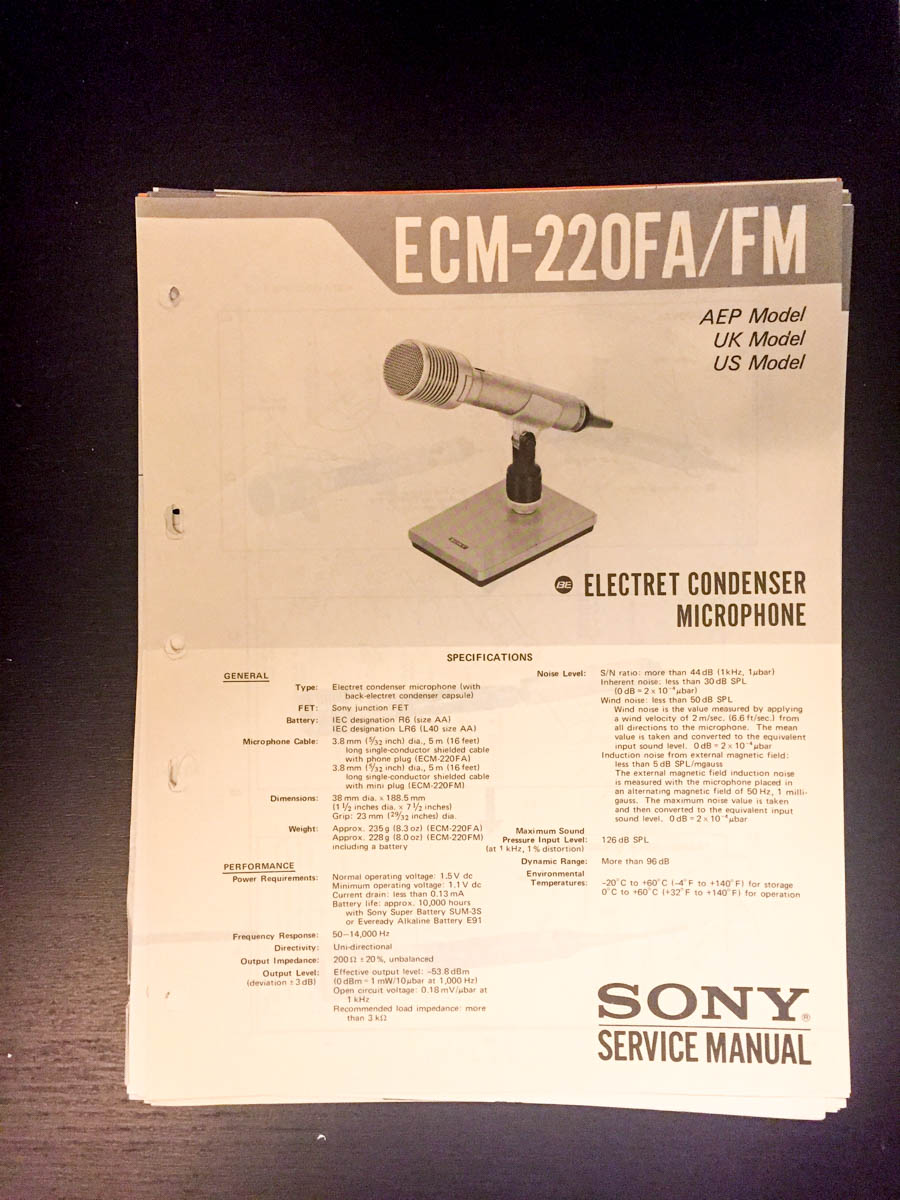 ECM-220FA/FM
AEP Model
UK Model
US Model
SONY
BE ELECTRET CONDENSER
MICROPHONE
SPECIFICATIONS
GENERAL
Type: Electret condenser microphone (with
back-electret condenser capsule)
FET: Sony junction FET
Battery: IEC designation R6 (size AA)
IEC designation LR6 (L40 size AA)
Microphone Cable: 3.8 mm (5/32 inch) dia., 5 m (16 feet)
long single-conductor shielded cable
with phone plug (ECM-220FA)
3.8 mm (5/32 inch) dia., 5 m (16 feet)
long single-conductor shielded cable
with mini plug (ECM-220FM)
Dimensions: 38 mm dia. × 188.5 mm
(1 1/2 inches dia. × 7 1/2 inches)
Grip: 23 mm (29/32 inches) dia.
Weight: Approx. 235 g (8.3 oz) (ECM-220FA)
Approx. 228 g (8.0 oz) (ECM-220FM)
including a battery
PERFORMANCE
Power Requirements: Normal operating voltage: 1.5 V dc
Minimum operating voltage: 1.1 V dc
Current drain: less than 0.13 mA
Battery life: approx. 10,000 hours
with Sony Super Battery SUM-3S
or Eveready Alkaline Battery E91
Frequency Response: 50–14,000 Hz
Directivity: Uni-directional
Output Impedance: 200 Ω ± 20%, unbalanced
Output Level: Effective output level: –53.8 dBm
(deviation ± 3 dB) (0 dBm = 1 mW/10 μbar at 1,000 Hz)
Open circuit voltage: 0.18 mV/μbar at
1 kHz
Recommended load impedance: more
than 3 kΩ
Noise Level: S/N ratio: more than 44 dB (1 kHz, 1 μbar)
Inherent noise: less than 30 dB SPL
(0 dB = 2 × 10⁻⁴ μbar)
Wind noise: less than 50 dB SPL
Wind noise is the value measured by applying
a wind velocity of 2 m/sec. (6.6 ft/sec.) from
all directions to the microphone. The mean
value is taken and converted to the equivalent
input sound level. 0 dB = 2 × 10⁻⁴ μbar
Induction noise from external magnetic field:
less than 5 dB SPL/mgauss
The external magnetic field induction noise
is measured with the microphone placed in
an alternating magnetic field of 50 Hz, 1 milli-
gauss. The maximum noise value is taken
and then converted to the equivalent input
sound level. 0 dB = 2 × 10⁻⁴ μbar
Maximum Sound
Pressure Input Level: 126 dB SPL
(at 1 kHz, 1% distortion)
Dynamic Range: More than 96 dB
Environmental
Temperatures: –20°C to +60°C (–4°F to +140°F) for storage
0°C to +60°C (+32°F to +140°F) for operation
SONY®
SERVICE MANUAL